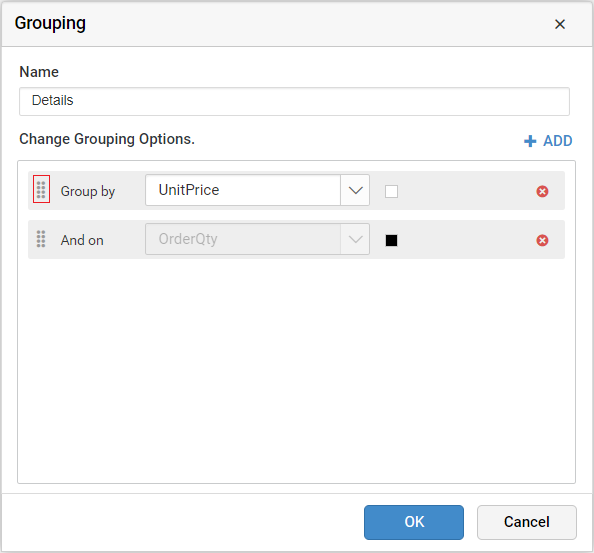 Grouping
Name
Details
Change Grouping Options.
ADD
Group by UnitPrice
And on OrderQty
OK Cancel